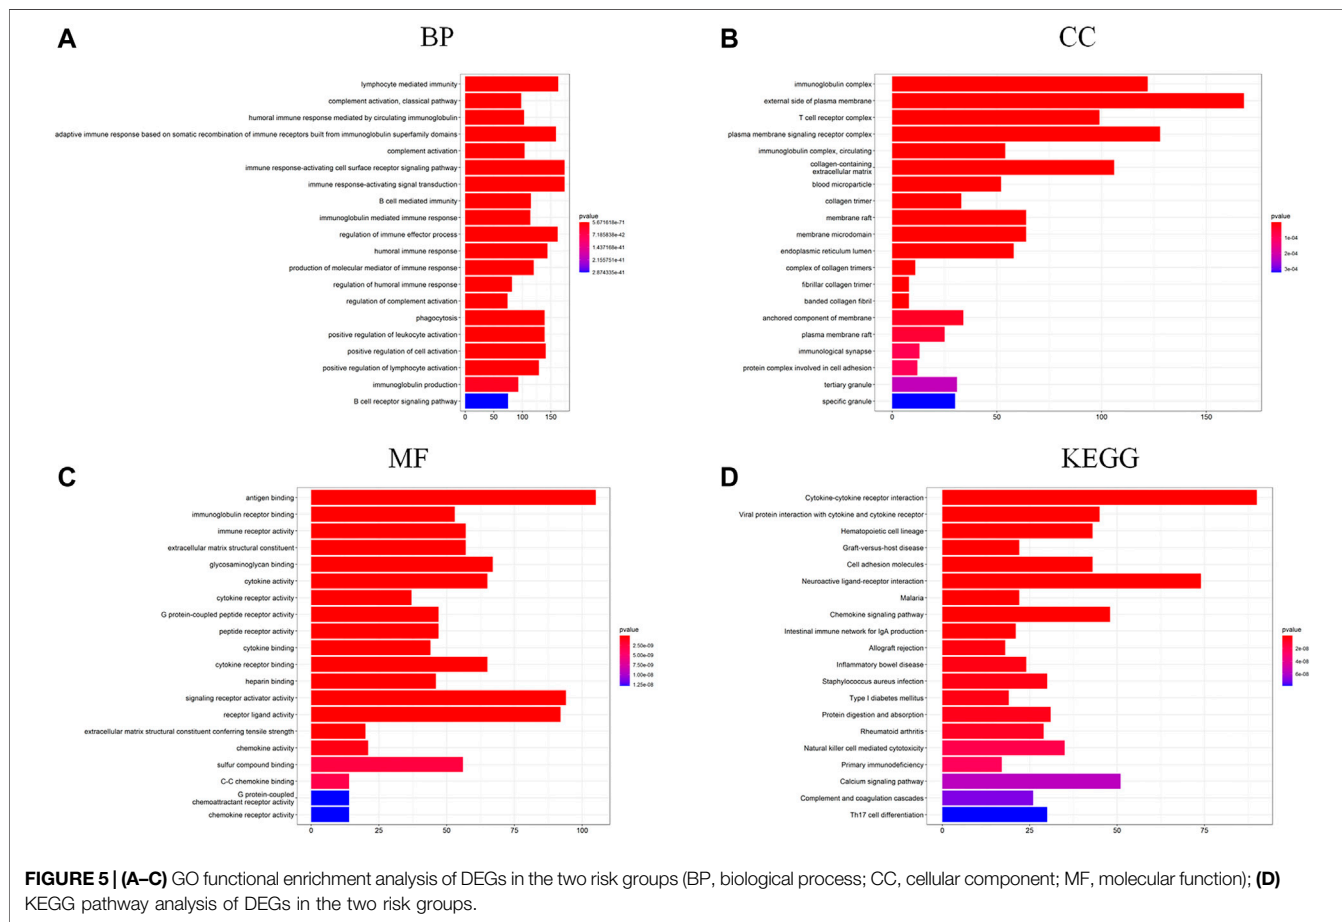 A
BP
lymphocyte mediated immunity
complement activation, classical pathway
humoral immune response mediated by circulating immunoglobulin
adaptive immune response based on somatic recombination of immune receptors built from immunoglobulin superfamily domains
complement activation
immune response-activating cell surface receptor signaling pathway
immune response-activating signal transduction
B cell mediated immunity
immunoglobulin mediated immune response
regulation of immune effector process
humoral immune response
production of molecular mediator of immune response
regulation of humoral immune response
regulation of complement activation
phagocytosis
positive regulation of leukocyte activation
positive regulation of cell activation
positive regulation of lymphocyte activation
immunoglobulin production
B cell receptor signaling pathway
0 50 100 150
pvalue
5.671618e-71
7.185838e-42
1.437168e-41
2.155751e-41
2.874335e-41
B
CC
immunoglobulin complex
external side of plasma membrane
T cell receptor complex
plasma membrane signaling receptor complex
immunoglobulin complex, circulating
collagen-containing
extracellular matrix
blood microparticle
collagen trimer
membrane raft
membrane microdomain
endoplasmic reticulum lumen
complex of collagen trimers
fibrillar collagen trimer
banded collagen fibril
anchored component of membrane
plasma membrane raft
immunological synapse
protein complex involved in cell adhesion
tertiary granule
specific granule
0 50 100 150
pvalue
1e-04
2e-04
3e-04
C
MF
antigen binding
immunoglobulin receptor binding
immune receptor activity
extracellular matrix structural constituent
glycosaminoglycan binding
cytokine activity
cytokine receptor activity
G protein-coupled peptide receptor activity
peptide receptor activity
cytokine binding
cytokine receptor binding
heparin binding
signaling receptor activator activity
receptor ligand activity
extracellular matrix structural constituent conferring tensile strength
chemokine activity
sulfur compound binding
C-C chemokine binding
G protein-coupled
chemoattractant receptor activity
chemokine receptor activity
0 25 50 75 100
pvalue
2.50e-09
5.00e-09
7.50e-09
1.00e-08
1.25e-08
D
KEGG
Cytokine-cytokine receptor interaction
Viral protein interaction with cytokine and cytokine receptor
Hematopoietic cell lineage
Graft-versus-host disease
Cell adhesion molecules
Neuroactive ligand-receptor interaction
Malaria
Chemokine signaling pathway
Intestinal immune network for IgA production
Allograft rejection
Inflammatory bowel disease
Staphylococcus aureus infection
Type I diabetes mellitus
Protein digestion and absorption
Rheumatoid arthritis
Natural killer cell mediated cytotoxicity
Primary immunodeficiency
Calcium signaling pathway
Complement and coagulation cascades
Th17 cell differentiation
0 25 50 75
pvalue
2e-08
4e-08
6e-08
FIGURE 5 | (A–C) GO functional enrichment analysis of DEGs in the two risk groups (BP, biological process; CC, cellular component; MF, molecular function); (D)
KEGG pathway analysis of DEGs in the two risk groups.